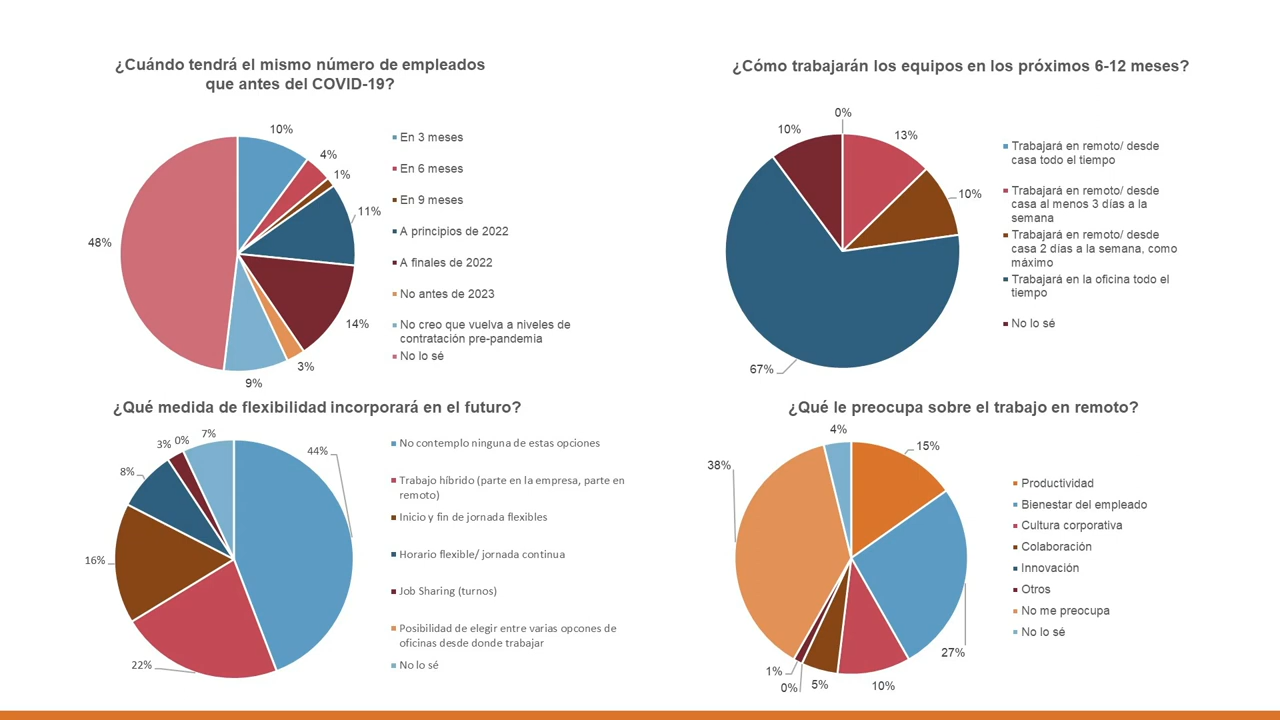 ¿Cuándo tendrá el mismo número de empleados
que antes del COVID-19?
10%
4%
1%
11%
14%
3%
9%
48%
En 3 meses
En 6 meses
En 9 meses
A principios de 2022
A finales de 2022
No antes de 2023
No creo que vuelva a niveles de
contratación pre-pandemia
No lo sé
¿Cómo trabajarán los equipos en los próximos 6-12 meses?
0%
13%
10%
67%
10%
Trabajará en remoto/ desde
casa todo el tiempo
Trabajará en remoto/ desde
casa al menos 3 días a la
semana
Trabajará en remoto/ desde
casa 2 días a la semana, como
máximo
Trabajará en la oficina todo el
tiempo
No lo sé
¿Qué medida de flexibilidad incorporará en el futuro?
44%
22%
16%
8%
3%
0%
7%
No contemplo ninguna de estas opciones
Trabajo híbrido (parte en la empresa, parte en
remoto)
Inicio y fin de jornada flexibles
Horario flexible/ jornada continua
Job Sharing (turnos)
Posibilidad de elegir entre varias opcones de
oficinas desde donde trabajar
No lo sé
¿Qué le preocupa sobre el trabajo en remoto?
15%
27%
10%
5%
0%
1%
38%
4%
Productividad
Bienestar del empleado
Cultura corporativa
Colaboración
Innovación
Otros
No me preocupa
No lo sé